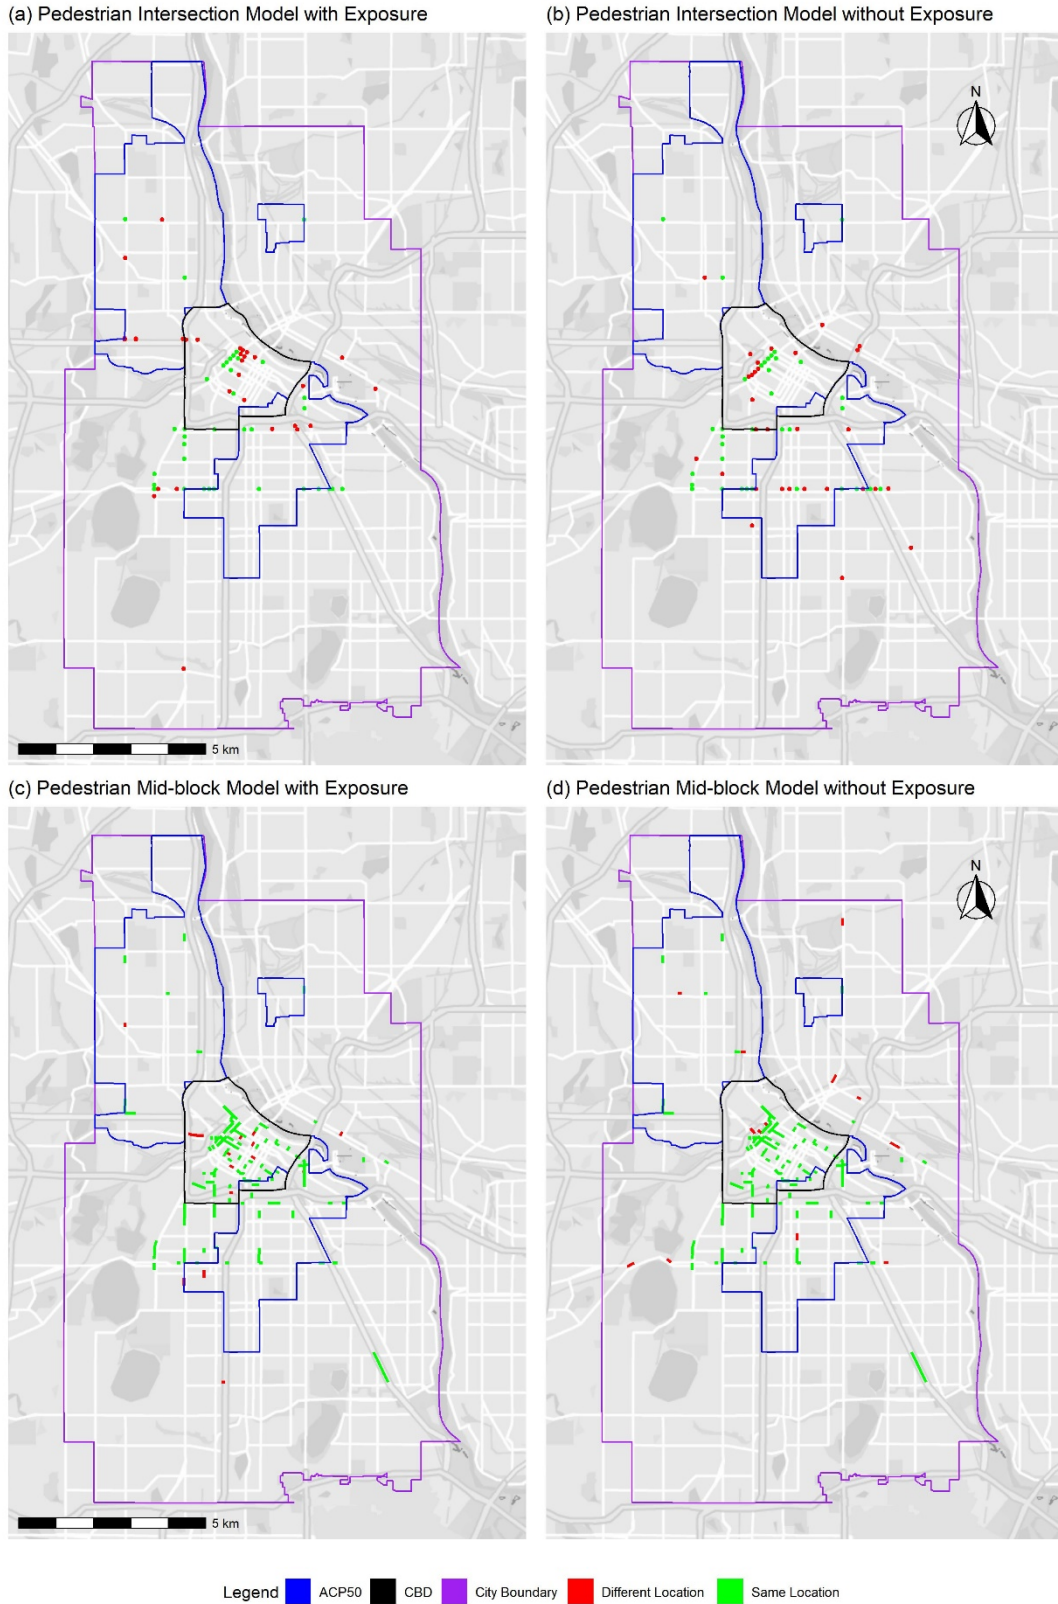 (a) Pedestrian Intersection Model with Exposure
(b) Pedestrian Intersection Model without Exposure
N
5 km
(c) Pedestrian Mid-block Model with Exposure
(d) Pedestrian Mid-block Model without Exposure
N
5 km
Legend ACP50 CBD City Boundary Different Location Same Location